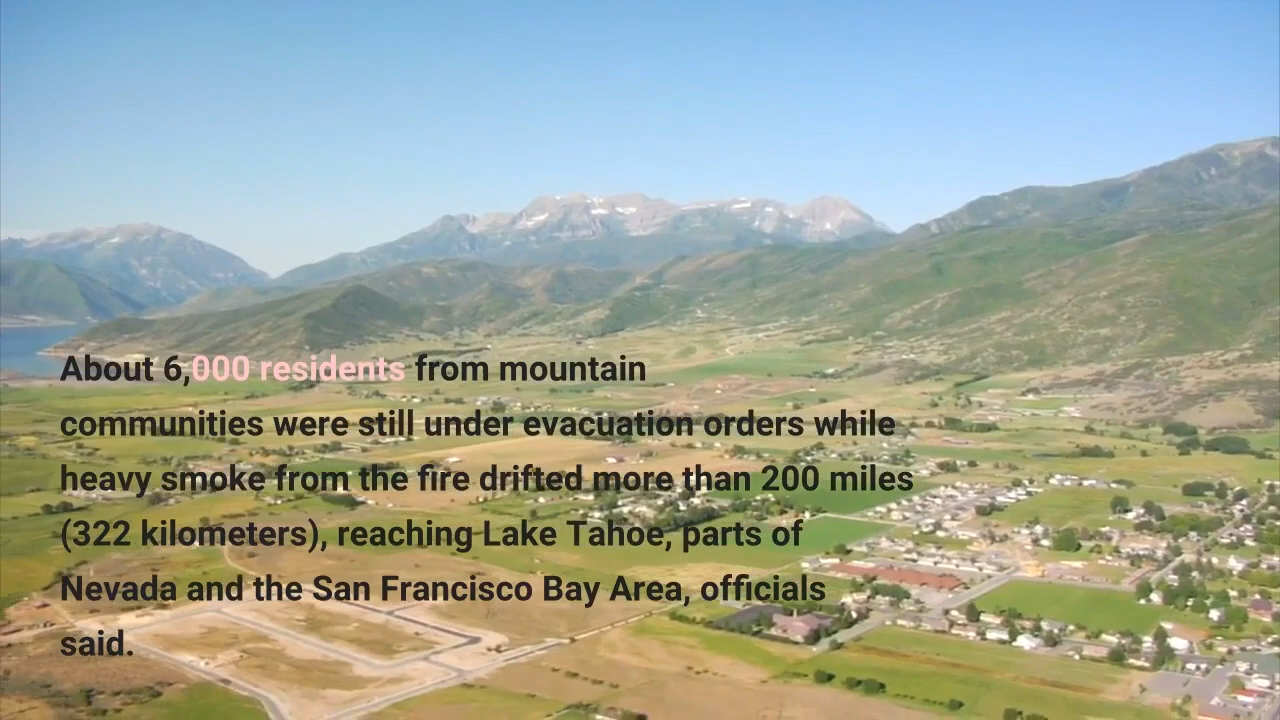 About 6,000 residents from mountain
communities were still under evacuation orders while
heavy smoke from the fire drifted more than 200 miles
(322 kilometers), reaching Lake Tahoe, parts of
Nevada and the San Francisco Bay Area, officials
said.